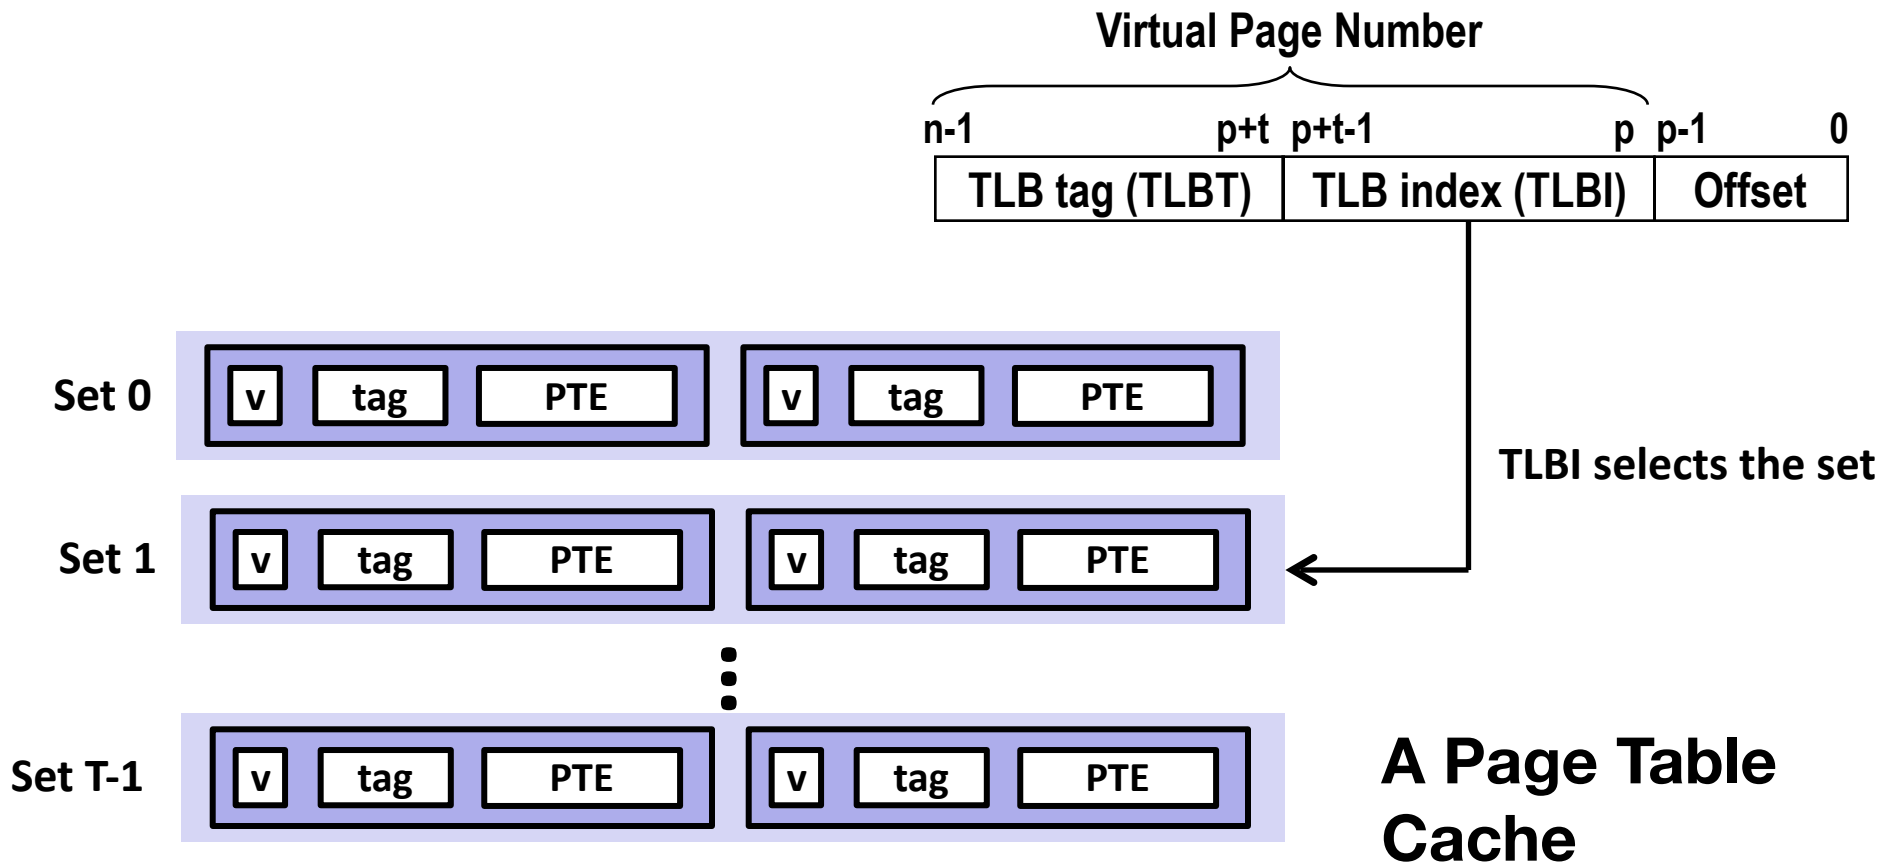 Virtual Page Number
n-1 p+t p+t-1 p p-1 0
TLB tag (TLBT) TLB index (TLBI) Offset
Set 0 v tag PTE v tag PTE
TLBI selects the set
Set 1 v tag PTE v tag PTE
Set T-1 v tag PTE v tag PTE
A Page Table
Cache